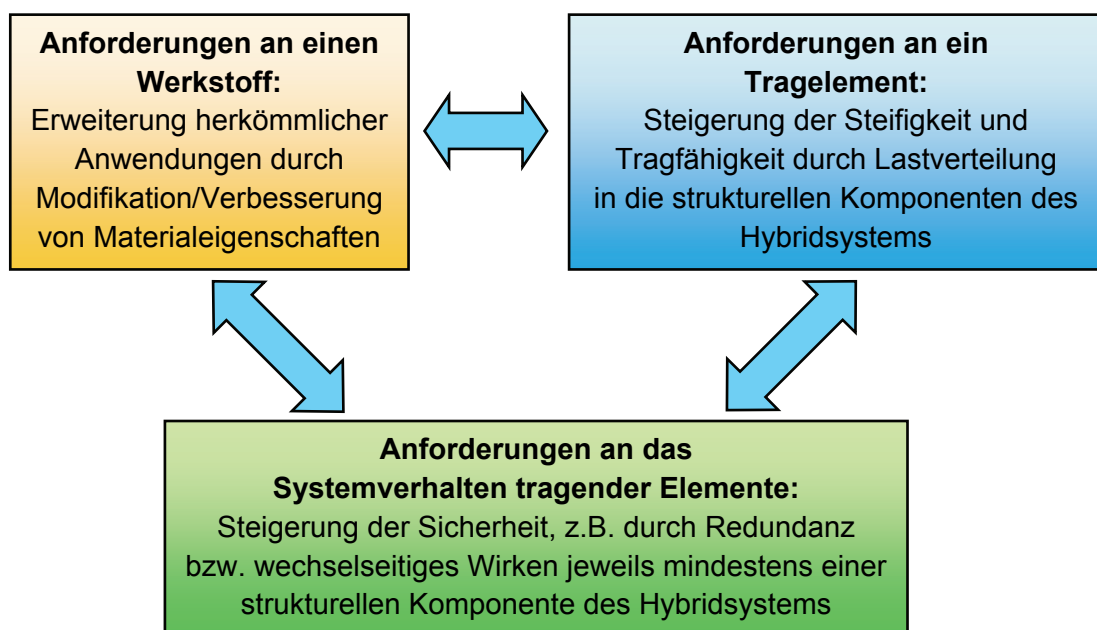 Anforderungen an einen
Werkstoff:
Erweiterung herkömmlicher
Anwendungen durch
Modifikation/Verbesserung
von Materialeigenschaften
Anforderungen an ein
Tragelement:
Steigerung der Steifigkeit und
Tragfähigkeit durch Lastverteilung
in die strukturellen Komponenten des
Hybridsystems
Anforderungen an das
Systemverhalten tragender Elemente:
Steigerung der Sicherheit, z.B. durch Redundanz
bzw. wechselseitiges Wirken jeweils mindestens einer
strukturellen Komponente des Hybridsystems